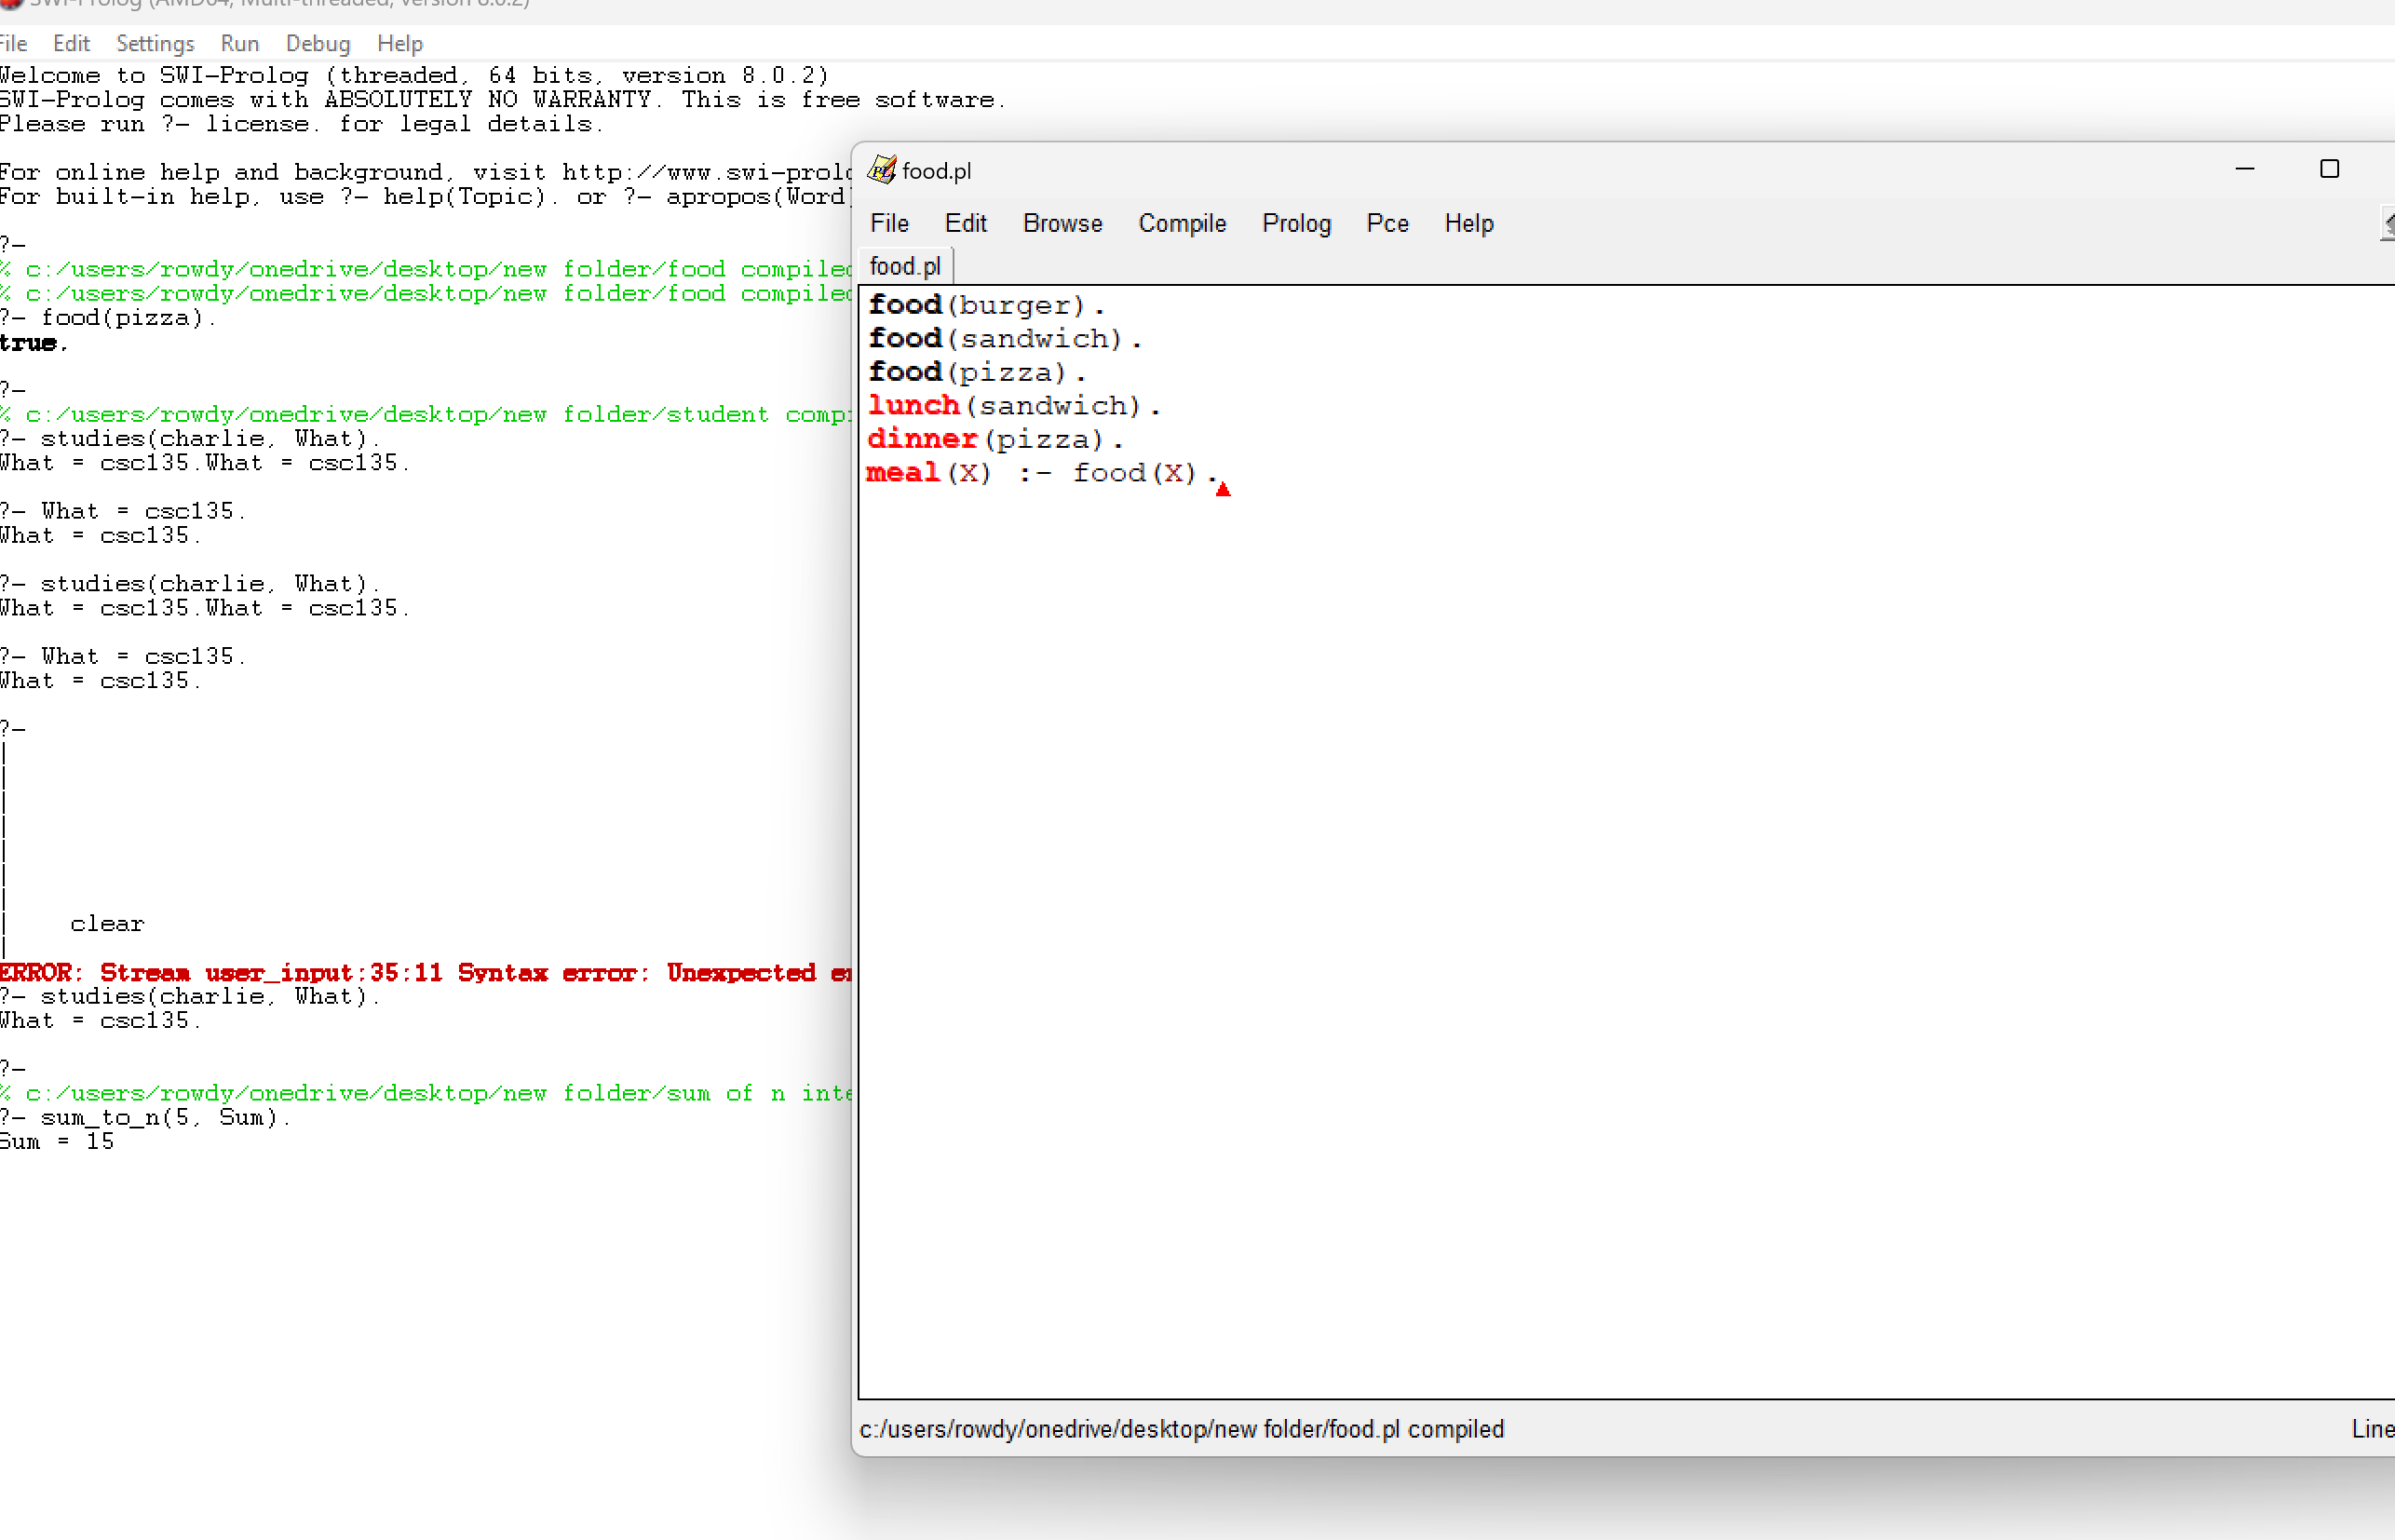 SWI-Prolog (AMD64, Multi-threaded, version 8.0.2)
File Edit Settings Run Debug Help
Welcome to SWI-Prolog (threaded, 64 bits, version 8.0.2)
SWI-Prolog comes with ABSOLUTELY NO WARRANTY. This is free software.
Please run ?- license. for legal details.
For online help and background, visit http://www.swi-prolo
For built-in help, use ?- help(Topic). or ?- apropos(Word)
?-
% c:/users/rowdy/onedrive/desktop/new folder/food compiled
% c:/users/rowdy/onedrive/desktop/new folder/food compiled
?- food(pizza).
true.
?-
% c:/users/rowdy/onedrive/desktop/new folder/student compi
?- studies(charlie, What).
What = csc135.What = csc135.
?- What = csc135.
What = csc135.
?- studies(charlie, What).
What = csc135.What = csc135.
?- What = csc135.
What = csc135.
?-
|
|
|
|
|
|
|
| clear
|
ERROR: Stream user_input:35:11 Syntax error: Unexpected en
?- studies(charlie, What).
What = csc135.
?-
% c:/users/rowdy/onedrive/desktop/new folder/sum of n inte
?- sum_to_n(5, Sum).
Sum = 15
food.pl
File Edit Browse Compile Prolog Pce Help
food.pl
food(burger).
food(sandwich).
food(pizza).
lunch(sandwich).
dinner(pizza).
meal(X) :- food(X).
c:/users/rowdy/onedrive/desktop/new folder/food.pl compiled
Line